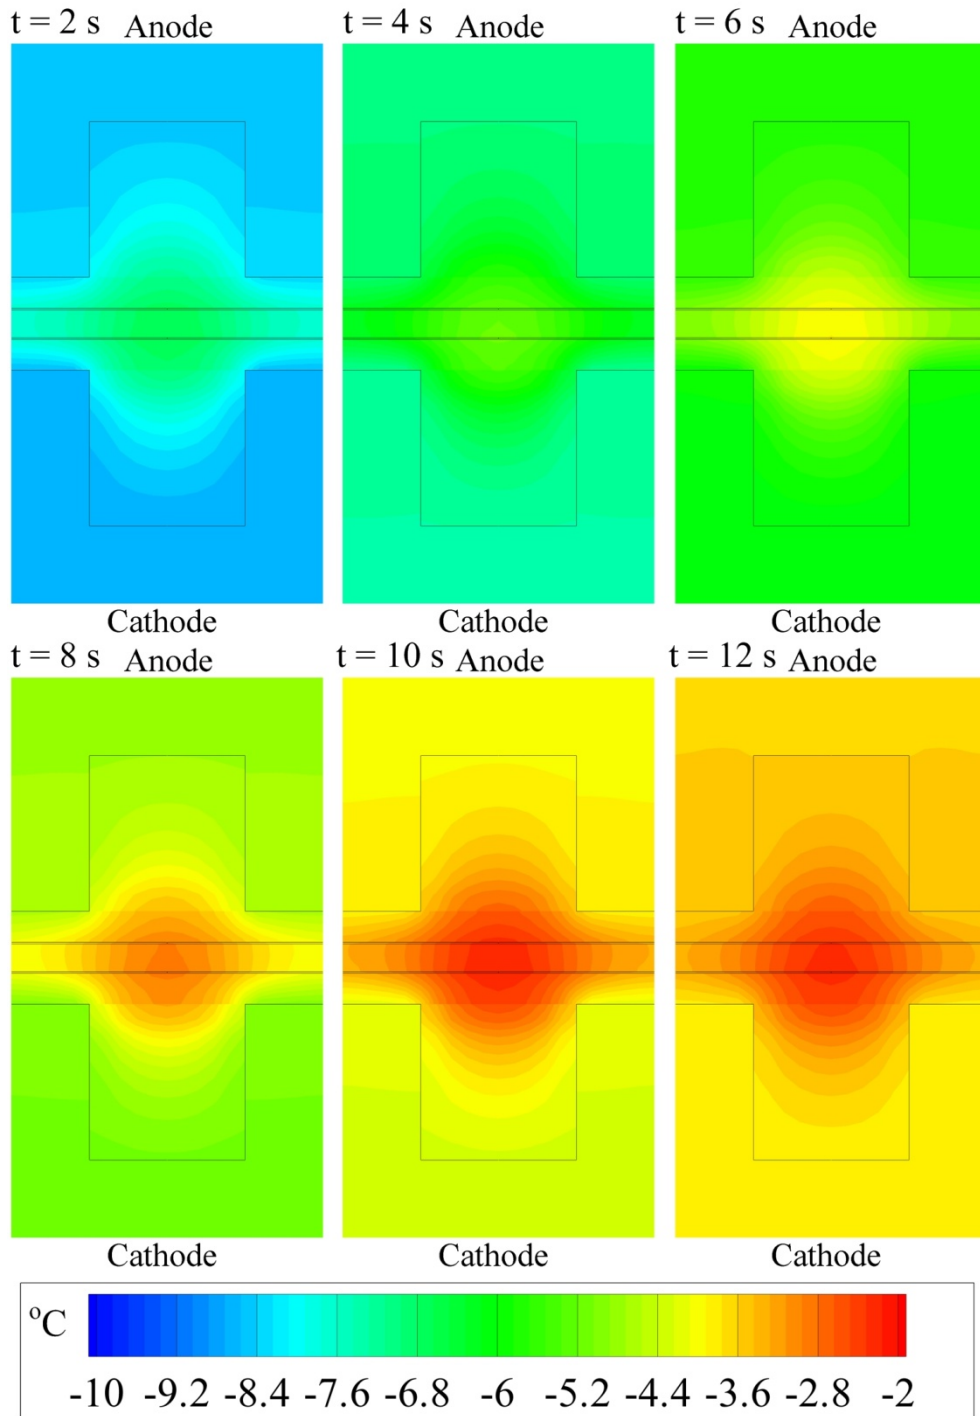 t = 2 s Anode t = 4 s Anode t = 6 s Anode
Cathode Cathode Cathode
t = 8 s Anode t = 10 s Anode t = 12 s Anode
Cathode Cathode Cathode
ºC
-10 -9.2 -8.4 -7.6 -6.8 -6 -5.2 -4.4 -3.6 -2.8 -2